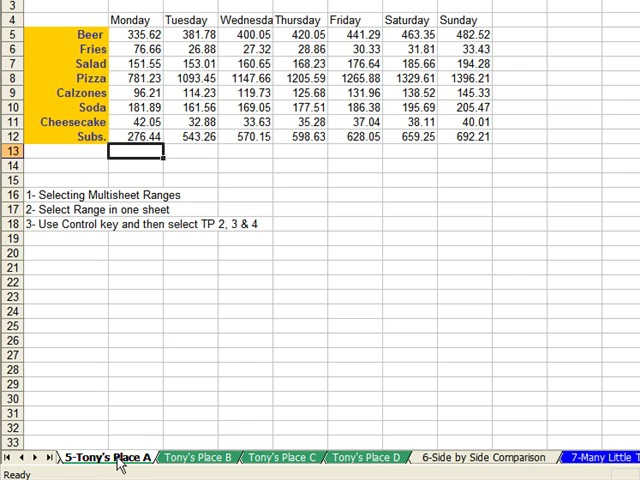 3
4 Monday Tuesday Wednesda Thursday Friday Saturday Sunday
5 Beer 335.62 381.78 400.05 420.05 441.29 463.35 482.52
6 Fries 76.66 26.88 27.32 28.86 30.33 31.81 33.43
7 Salad 151.55 153.01 160.65 168.23 176.64 185.66 194.28
8 Pizza 781.23 1093.45 1147.66 1205.59 1265.88 1329.61 1396.21
9 Calzones 96.21 114.23 119.73 125.68 131.96 138.52 145.33
10 Soda 181.89 161.56 169.05 177.51 186.38 195.69 205.47
11 Cheesecake 42.05 32.88 33.63 35.28 37.04 38.11 40.01
12 Subs. 276.44 543.26 570.15 598.63 628.05 659.25 692.21
13
14
15
16 1- Selecting Multisheet Ranges
17 2- Select Range in one sheet
18 3- Use Control key and then select TP 2, 3 & 4
19
20
21
22
23
24
25
26
27
28
29
30
31
32
33
5-Tony's Place A Tony's Place B Tony's Place C Tony's Place D 6-Side by Side Comparison 7-Many Little T
Ready